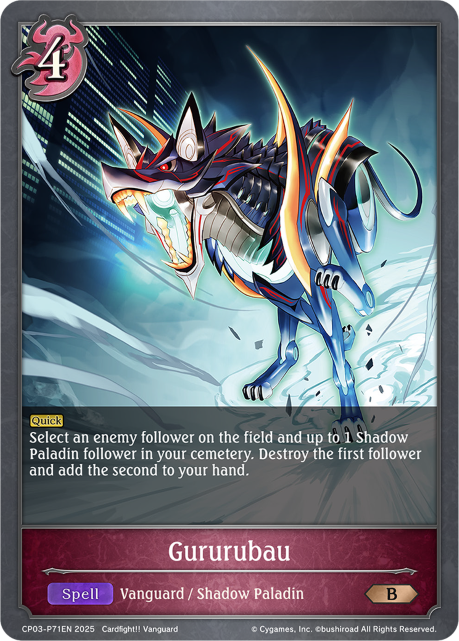 4
Quick
Select an enemy follower on the field and up to 1 Shadow
Paladin follower in your cemetery. Destroy the first follower
and add the second to your hand.
Gururubau
Spell Vanguard / Shadow Paladin B
CP03-P71EN 2025 Cardfight!! Vanguard © Cygames, Inc. ©bushiroad All Rights Reserved.